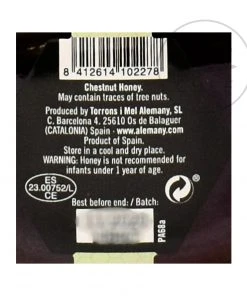 8 412614 102278
Chestnut Honey.
May contain traces of tree nuts.
Produced by Torrons i Mel Alemany, SL
C. Barcelona 4, 25610 Os de Balaguer
(CATALONIA) Spain · www.alemany.com
Product of Spain.
Store in a cool and dry place.
WARNING: Honey is not recommended for
infants under 1 year of age.
ES
23.00752/L
CE
Best before end: / Batch:
PA68a